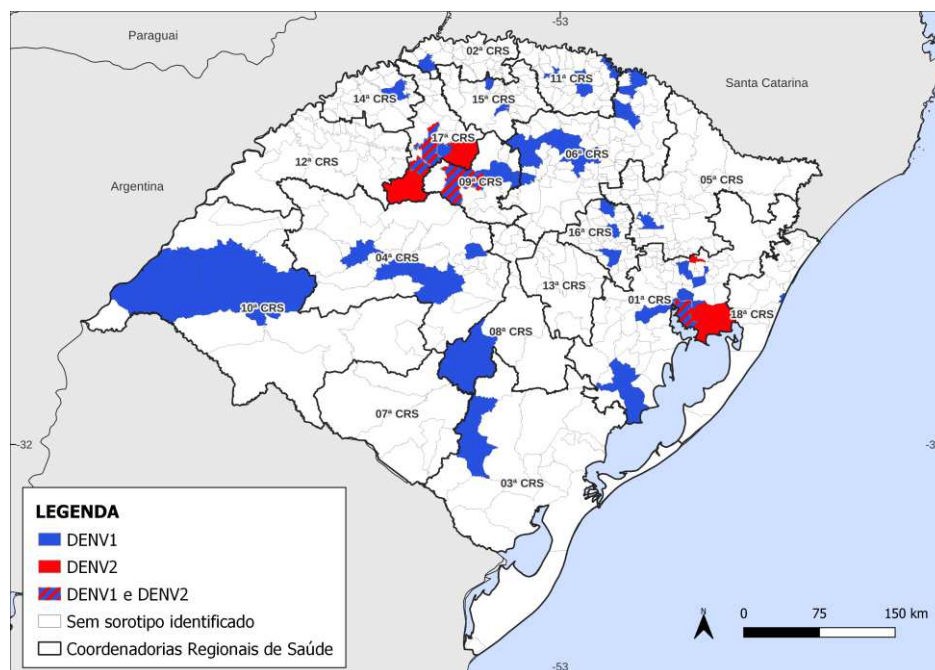 Paraguai
-53
02ª CRS
11ª CRS
Santa Catarina
14ª CRS
15ª CRS
17ª CRS
12ª CRS
06ª CRS
Argentina
09ª CRS
05ª CRS
16ª CRS
04ª CRS
13ª CRS
01ª CRS
10ª CRS
18ª CRS
08ª CRS
07ª CRS
-32
-3
03ª CRS
LEGENDA
DENV1
DENV2
DENV1 e DENV2
Sem sorotipo identificado
Coordenadorias Regionais de Saúde
N
0 75 150 km
-53